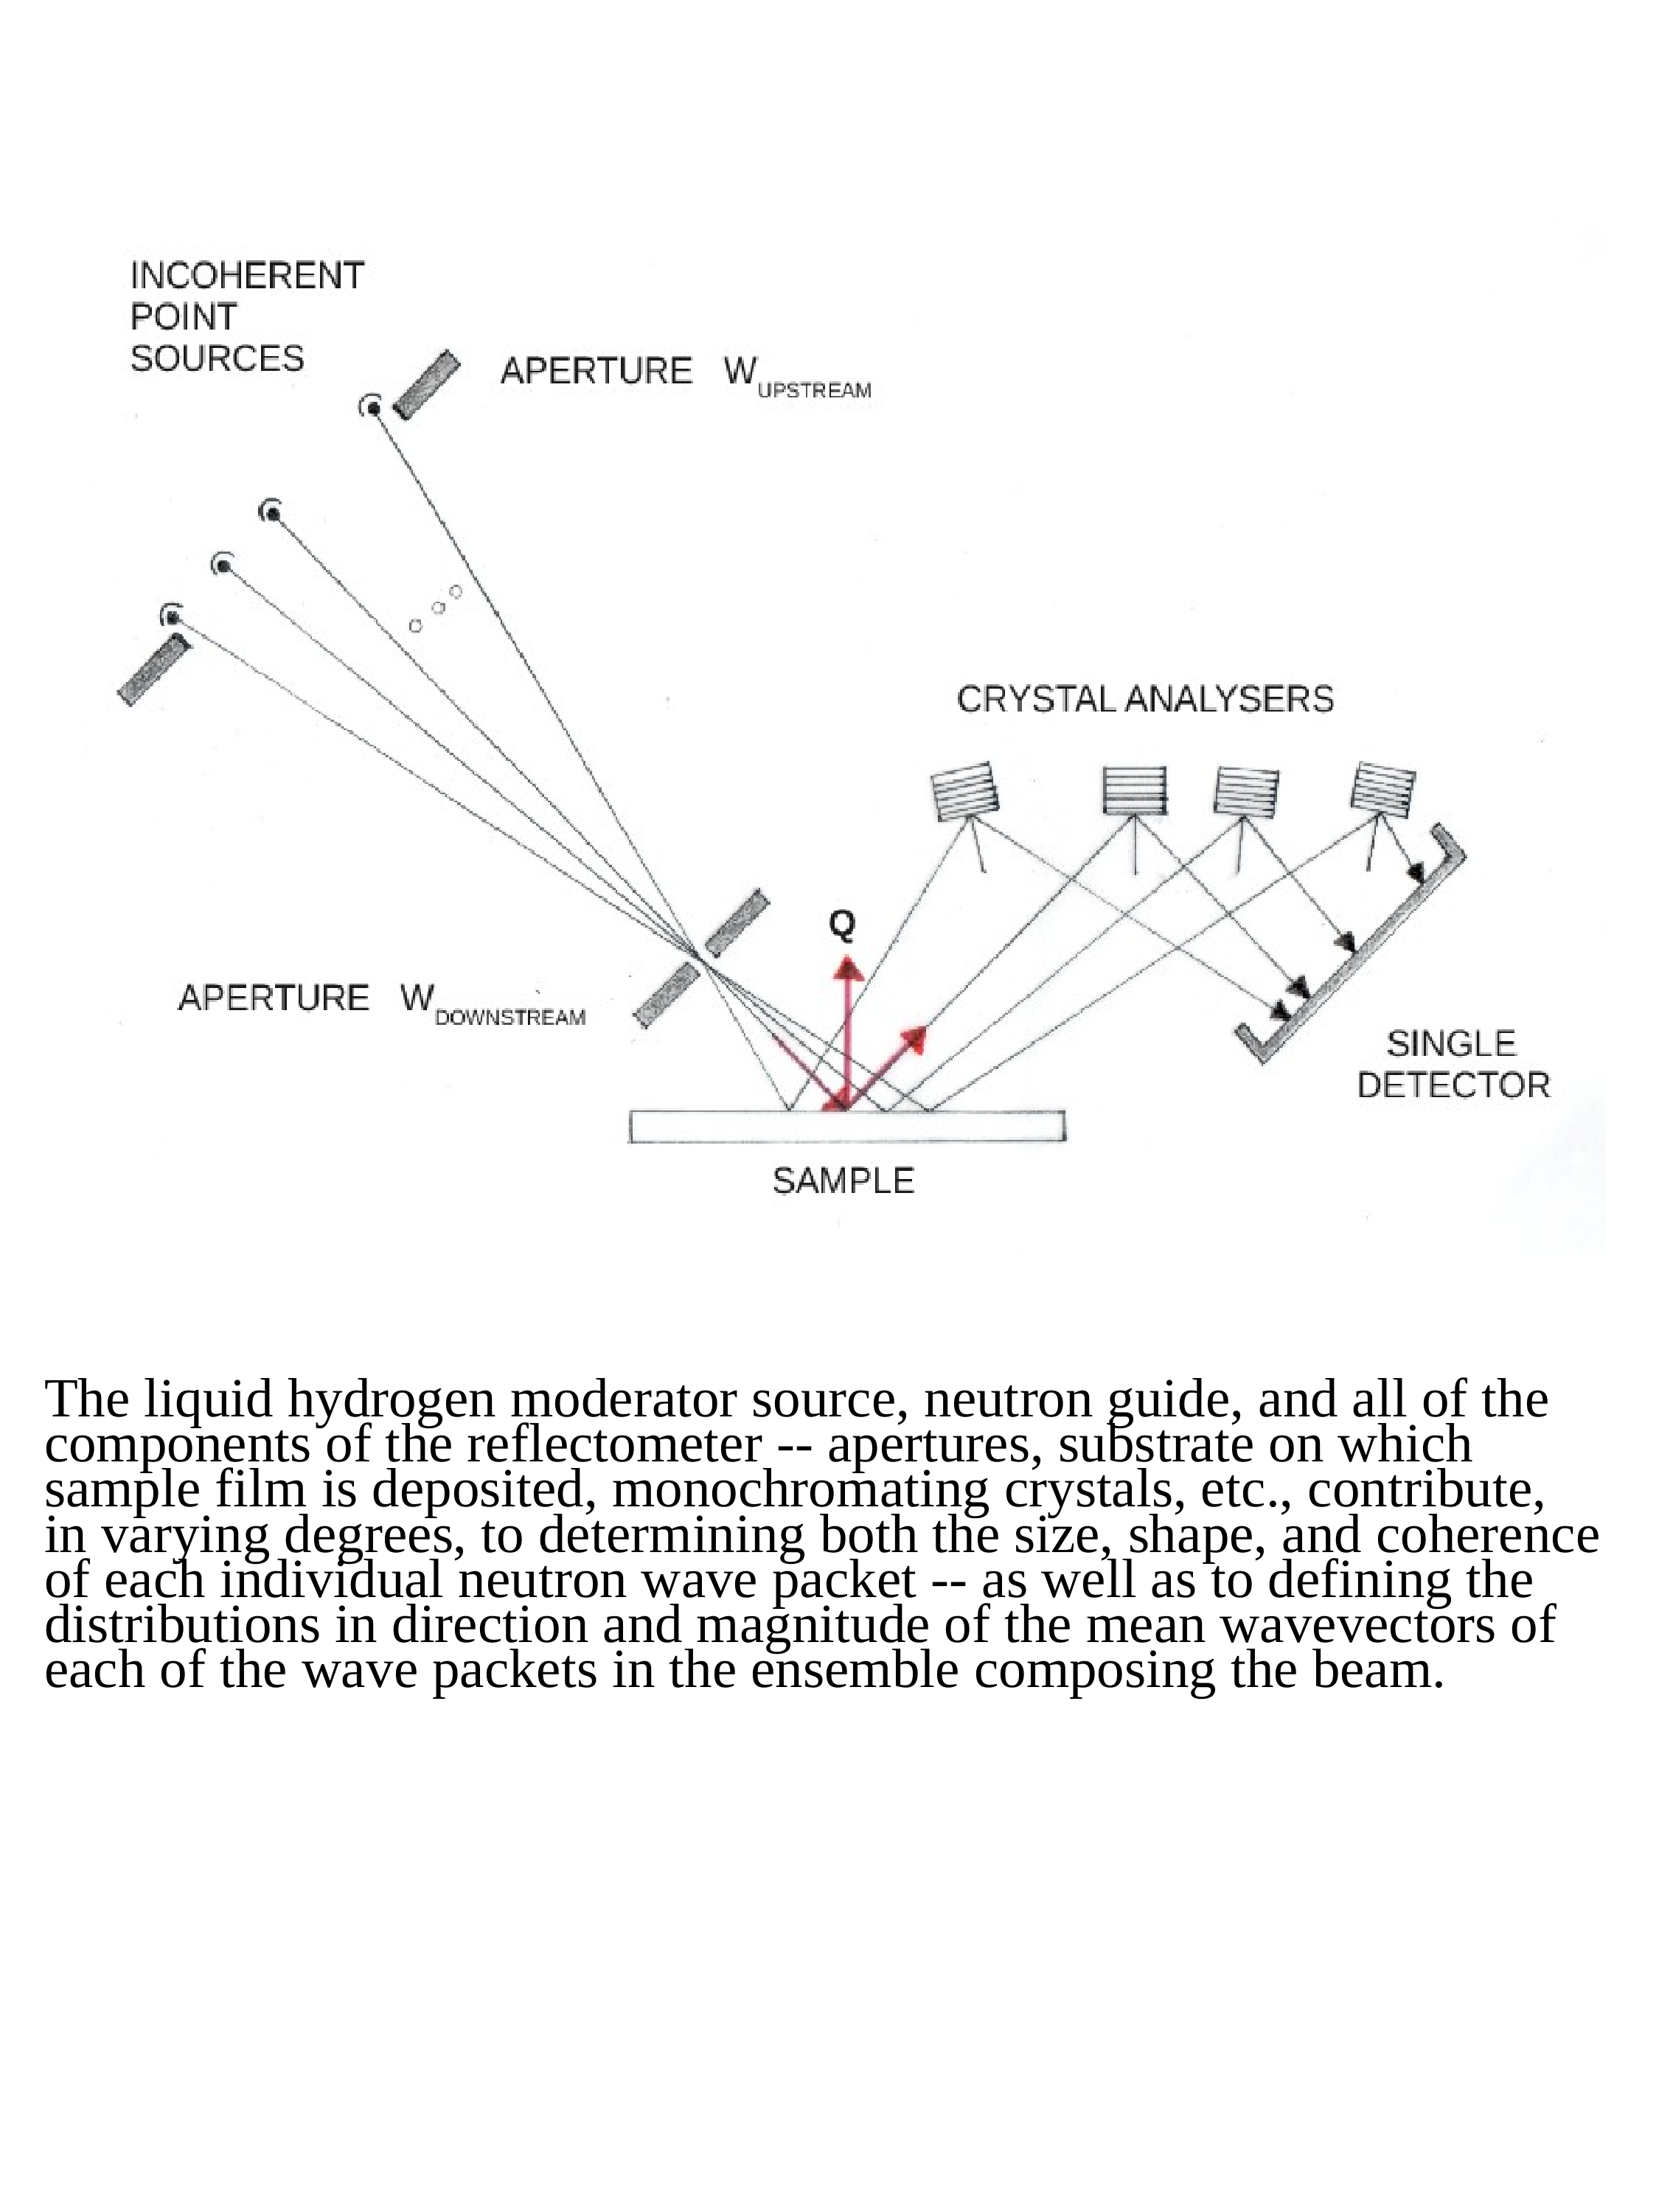 INCOHERENT
POINT
SOURCES
APERTURE W UPSTREAM
CRYSTAL ANALYSERS
Q
APERTURE W DOWNSTREAM
SINGLE
DETECTOR
SAMPLE
The liquid hydrogen moderator source, neutron guide, and all of the
components of the reflectometer -- apertures, substrate on which
sample film is deposited, monochromating crystals, etc., contribute,
in varying degrees, to determining both the size, shape, and coherence
of each individual neutron wave packet -- as well as to defining the
distributions in direction and magnitude of the mean wavevectors of
each of the wave packets in the ensemble composing the beam.